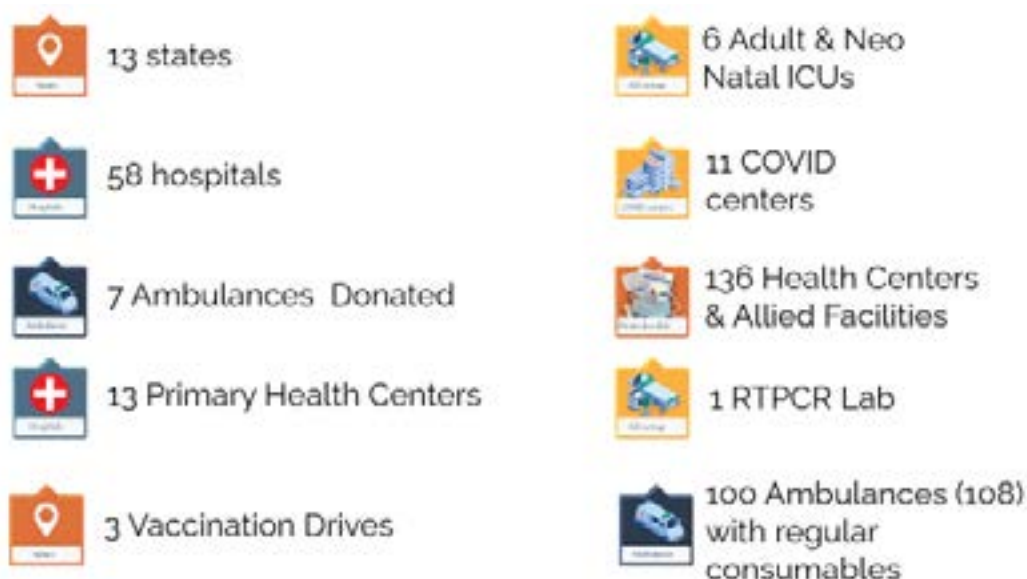 13 states
58 hospitals
7 Ambulances Donated
13 Primary Health Centers
3 Vaccination Drives
6 Adult & Neo
Natal ICUs
11 COVID
centers
136 Health Centers
& Allied Facilities
1 RTPCR Lab
100 Ambulances (108)
with regular
consumables